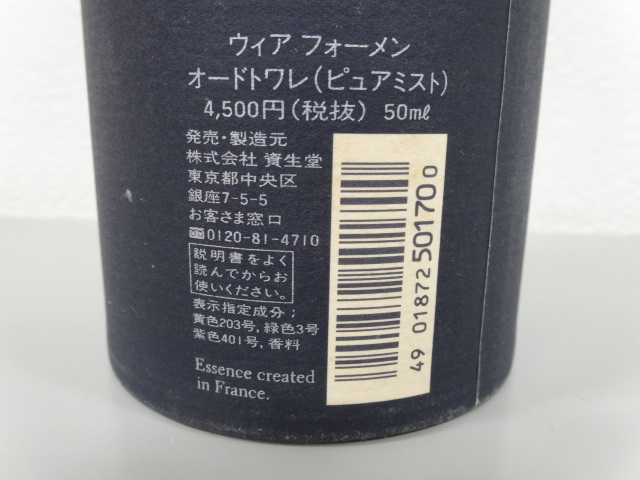 ウィア フォーメン
オードトワレ(ピュアミスト)
4,500円(税抜) 50mℓ
発売・製造元
株式会社 資生堂
東京都中央区
銀座7-5-5
お客さま窓口
0120-81-4710
説明書をよく
読んでからお
使いください。
表示指定成分;
黄色203号,緑色3号
紫色401号,香料
Essence created
in France.
49 01872 50170 0